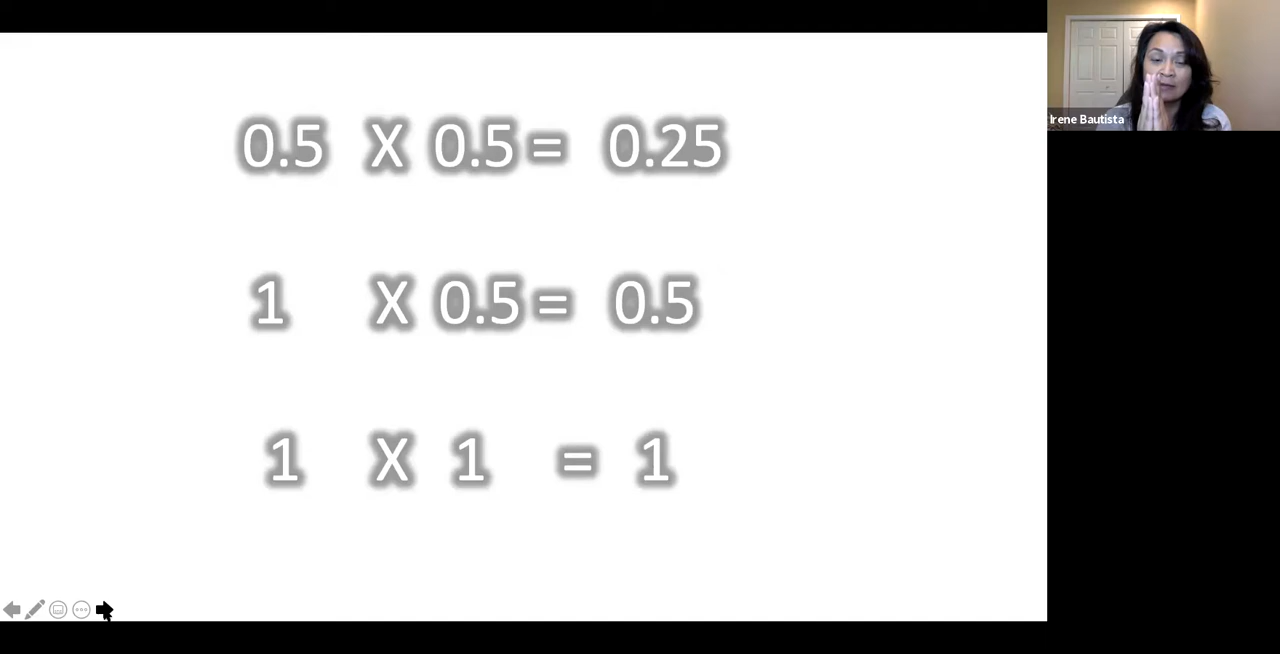 0.5 X 0.5 = 0.25
1 X 0.5 = 0.5
1 X 1 = 1
Irene Bautista